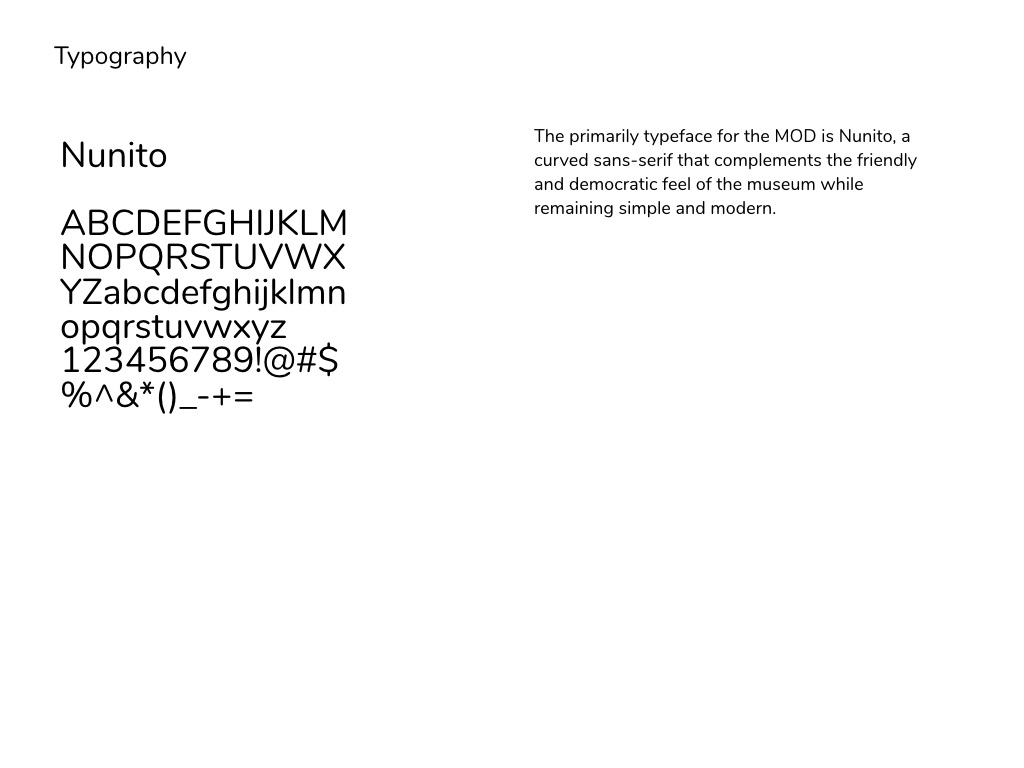 Typography
Nunito
ABCDEFGHIJKLM
NOPQRSTUVWX
YZabcdefghijklmn
opqrstuvwxyz
123456789!@#$
%^&*()_-+=
The primarily typeface for the MOD is Nunito, a
curved sans-serif that complements the friendly
and democratic feel of the museum while
remaining simple and modern.